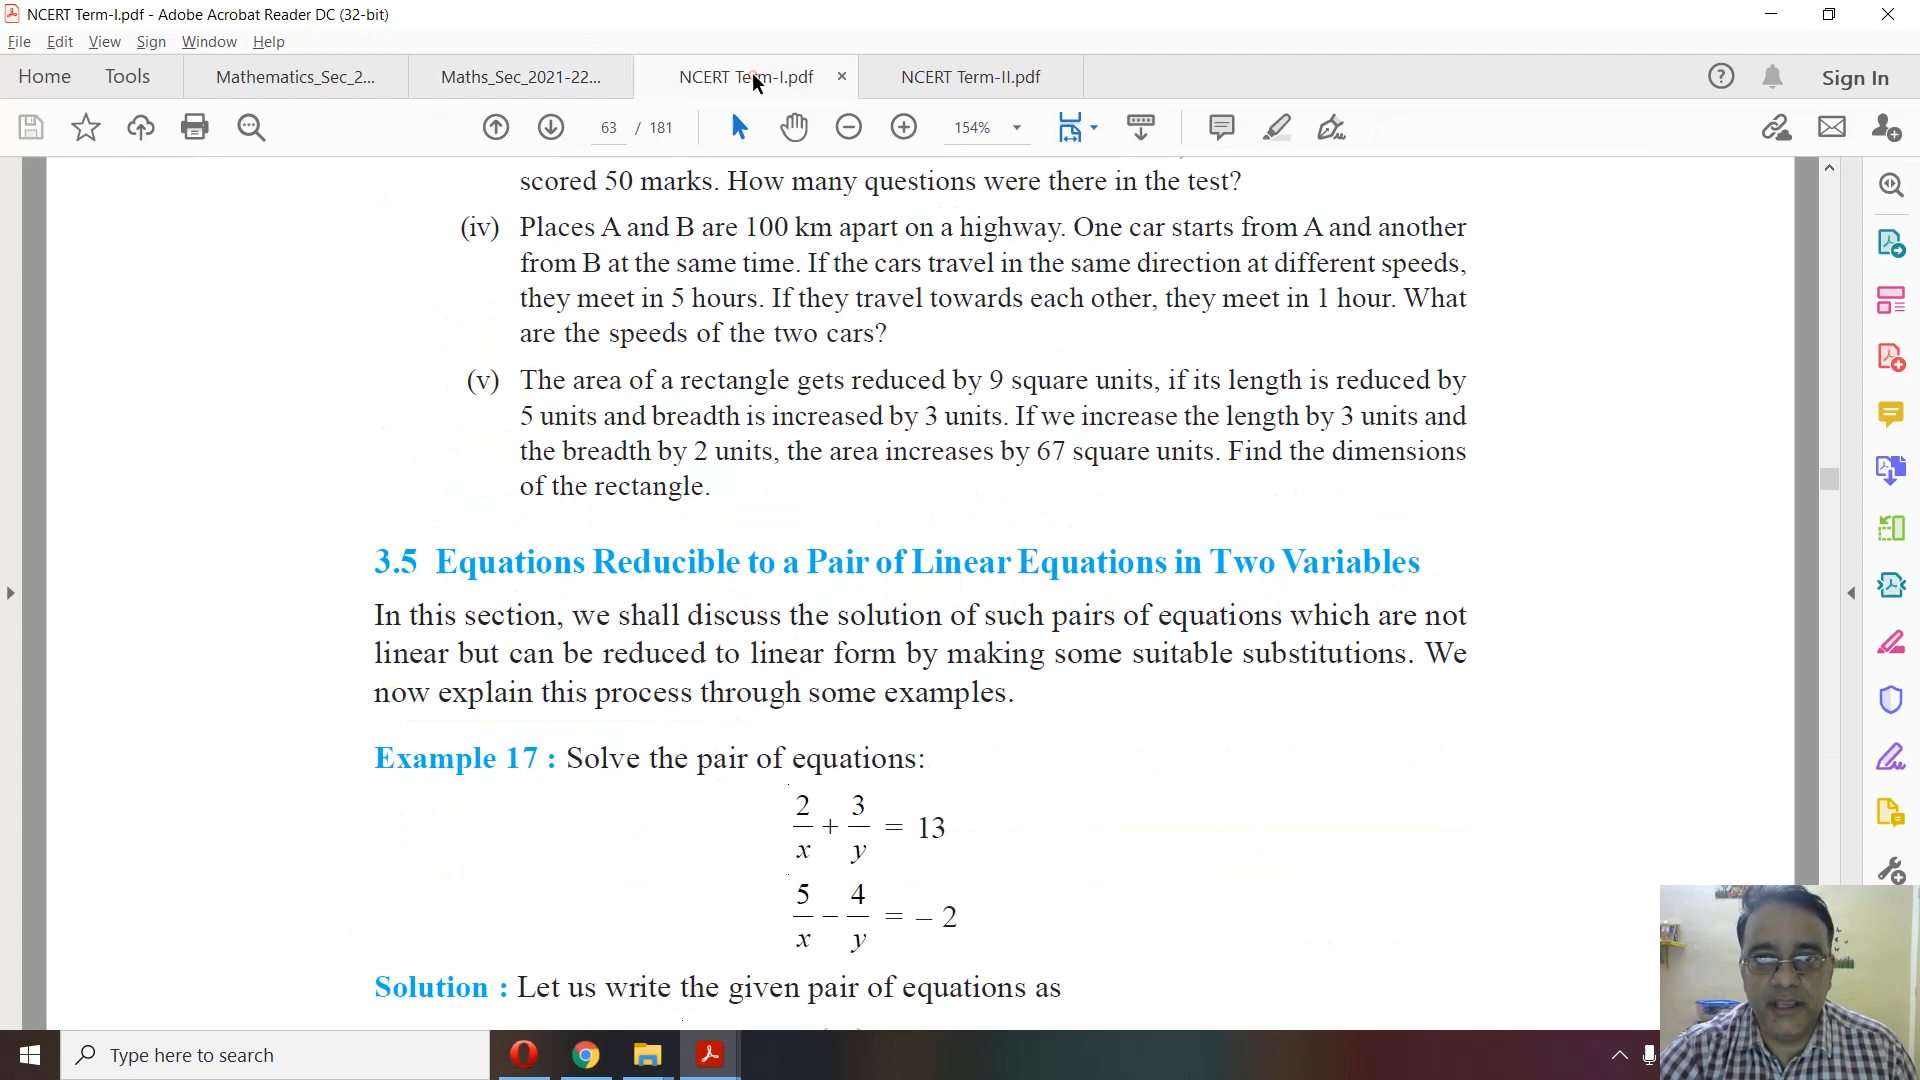 NCERT Term-I.pdf - Adobe Acrobat Reader DC (32-bit)
File Edit View Sign Window Help
Home Tools Mathematics_Sec_2... Maths_Sec_2021-22... NCERT Term-I.pdf × NCERT Term-II.pdf Sign In
63 / 181 154%
scored 50 marks. How many questions were there in the test?
(iv) Places A and B are 100 km apart on a highway. One car starts from A and another
from B at the same time. If the cars travel in the same direction at different speeds,
they meet in 5 hours. If they travel towards each other, they meet in 1 hour. What
are the speeds of the two cars?
(v) The area of a rectangle gets reduced by 9 square units, if its length is reduced by
5 units and breadth is increased by 3 units. If we increase the length by 3 units and
the breadth by 2 units, the area increases by 67 square units. Find the dimensions
of the rectangle.
3.5 Equations Reducible to a Pair of Linear Equations in Two Variables
In this section, we shall discuss the solution of such pairs of equations which are not
linear but can be reduced to linear form by making some suitable substitutions. We
now explain this process through some examples.
Example 17 : Solve the pair of equations:
2/x + 3/y = 13
5/x − 4/y = − 2
Solution : Let us write the given pair of equations as
Type here to search